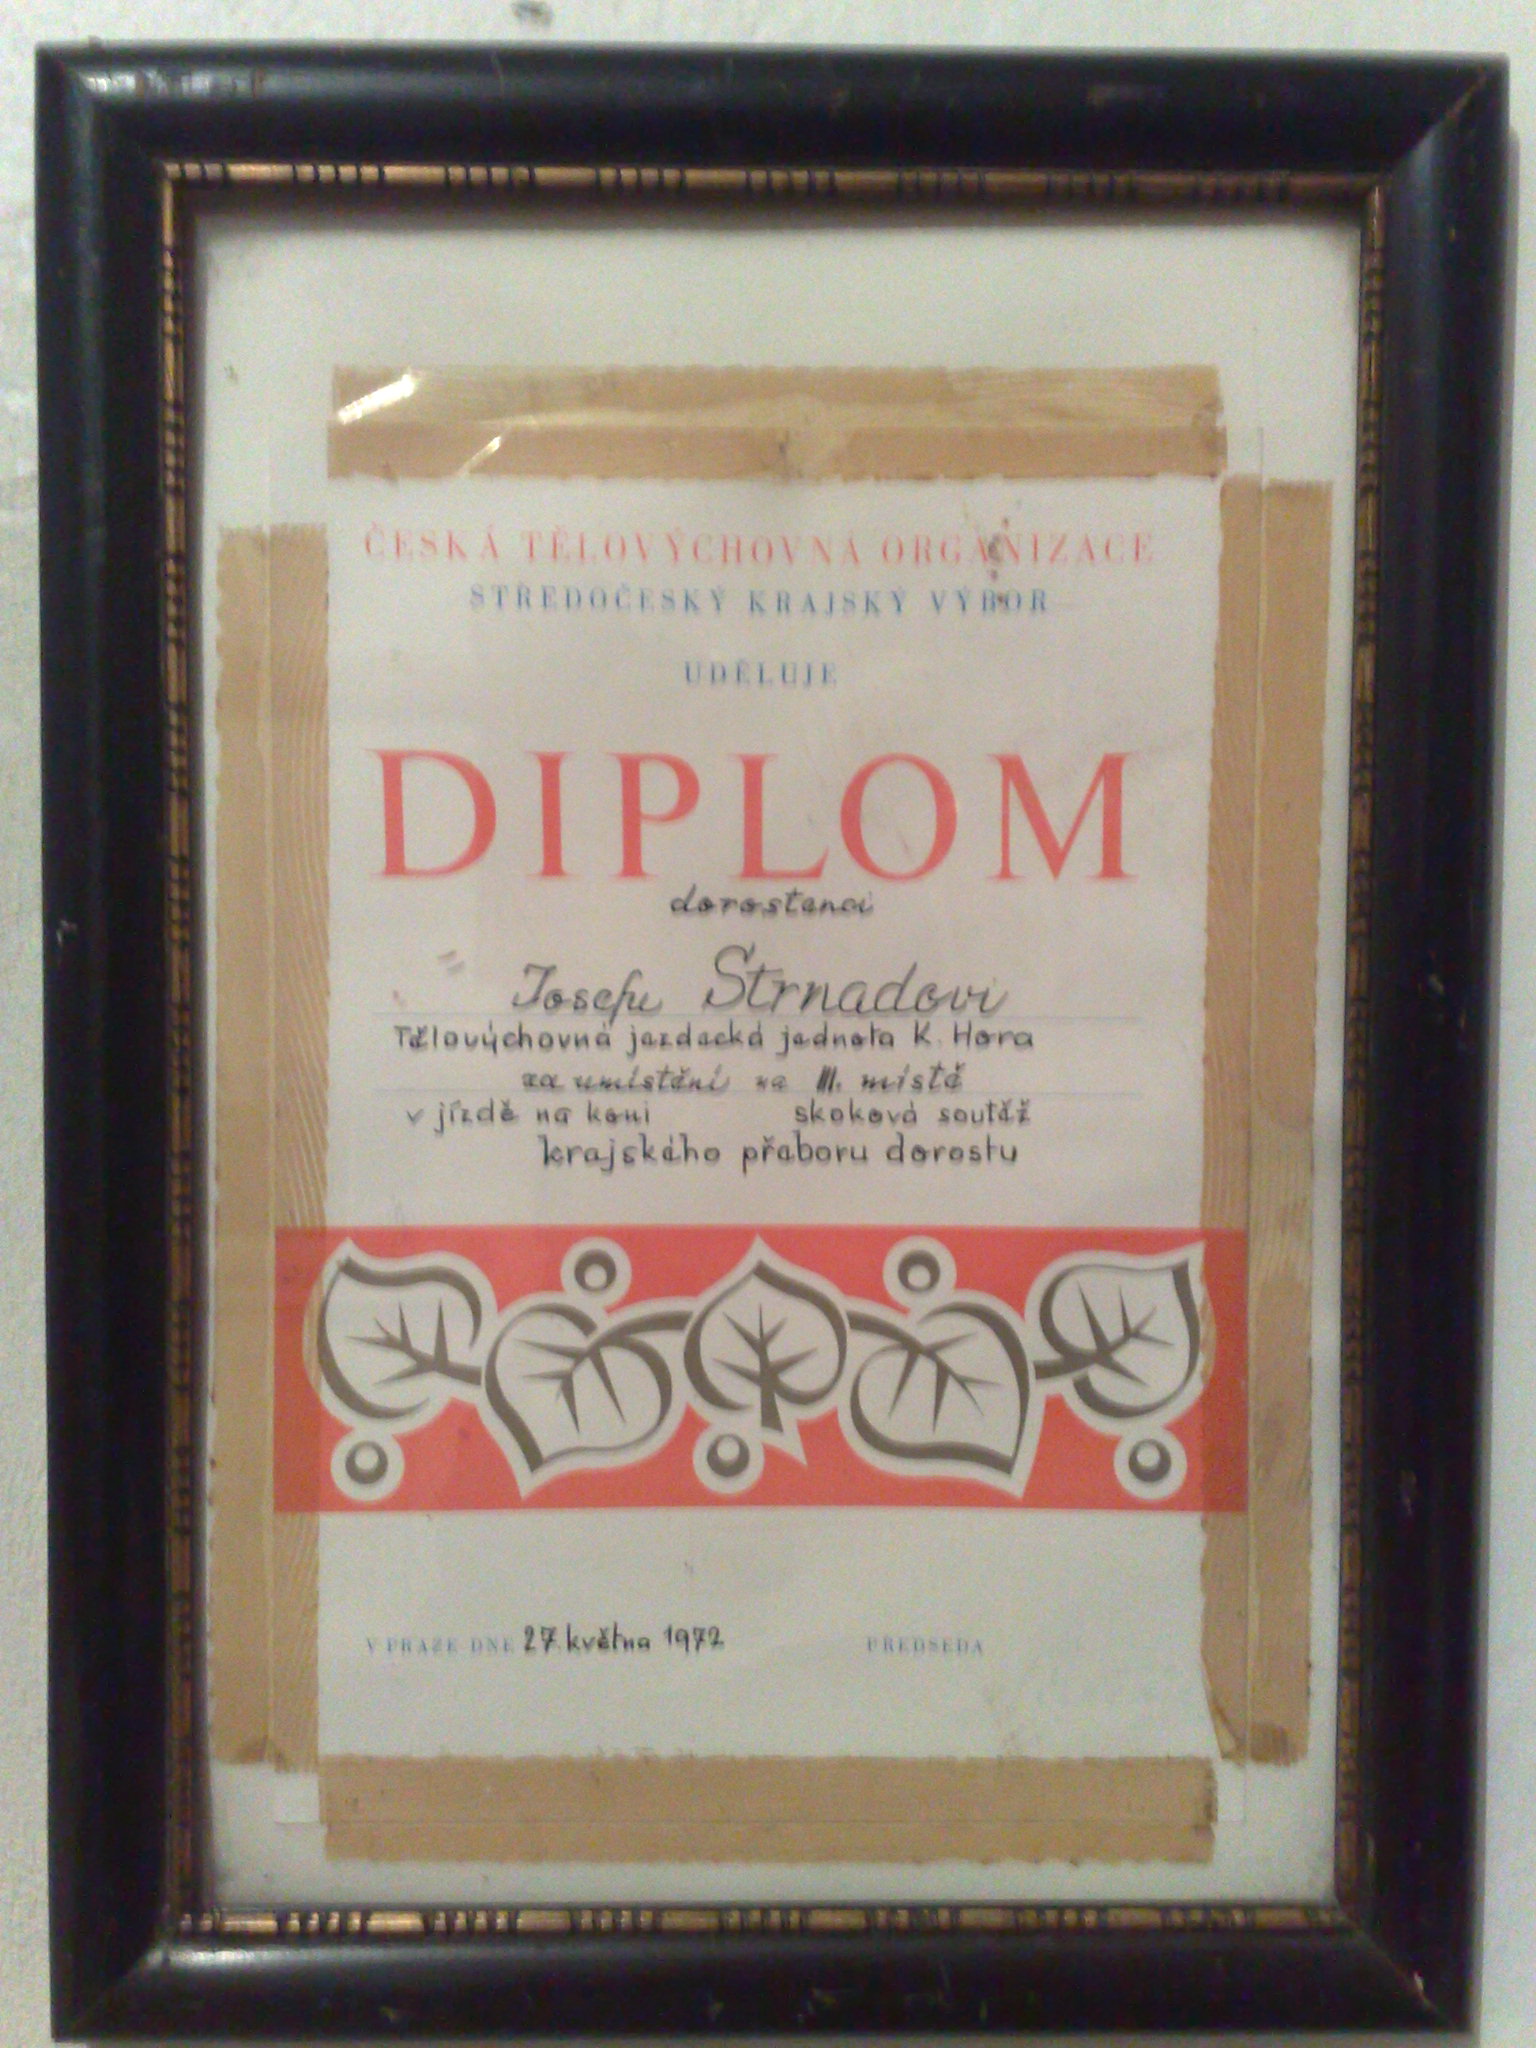 ČESKÁ TĚLOVÝCHOVNÁ ORGANIZACE
STŘEDOČESKÝ KRAJSKÝ VÝBOR
UDĚLUJE
DIPLOM
dorostenci
Josefu Strnadovi
Tělovýchovná jezdecká jednota K. Hora
za umístění na III. místě
v jízdě na koni skoková soutěž
krajského přeboru dorostu
V PRAZE DNE 27. května 1972 PŘEDSEDA